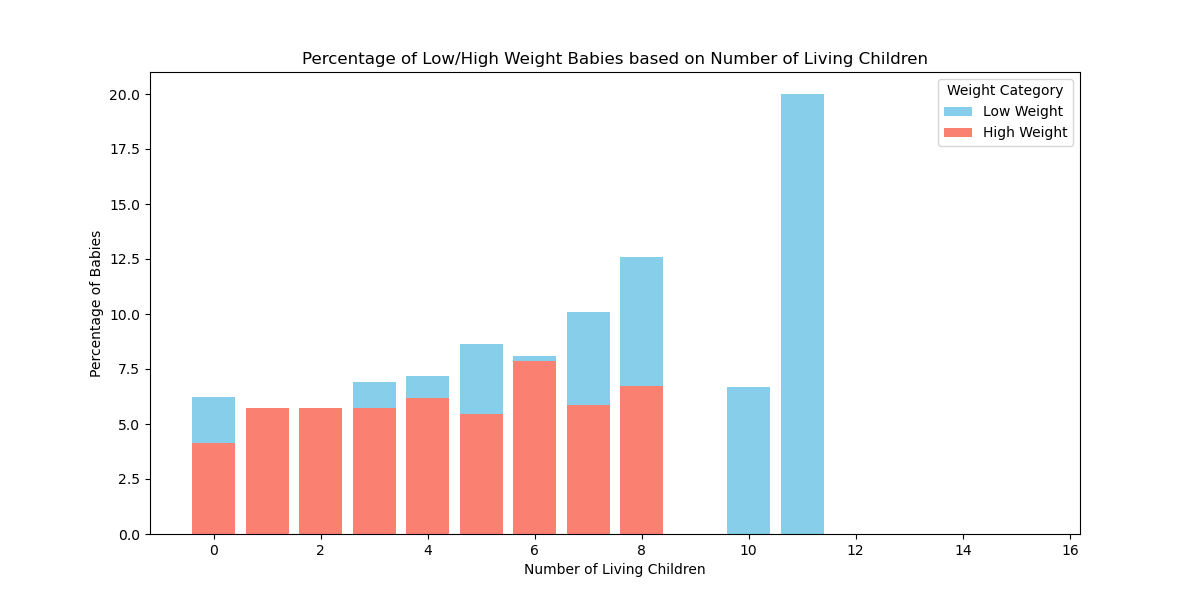 Percentage of Low/High Weight Babies based on Number of Living Children
Weight Category
Low Weight
High Weight
Percentage of Babies
20.0
17.5
15.0
12.5
10.0
7.5
5.0
2.5
0.0
0 2 4 6 8 10 12 14 16
Number of Living Children